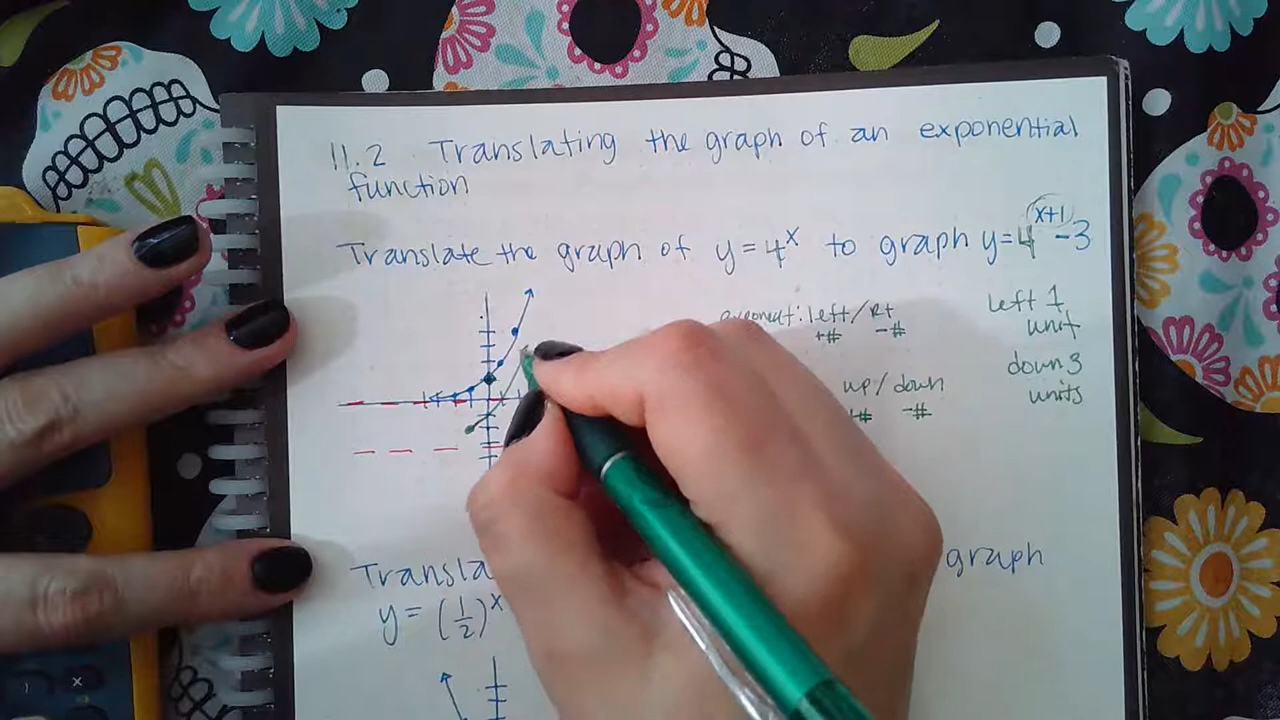 11.2 Translating the graph of an exponential
function
Translate the graph of y = 4^x to graph y = 4^(x+1) - 3
exponent: left/rt
+# -#
up/down
+# -#
left 1
unit
down 3
units
graph
y = (1/2)^x
x